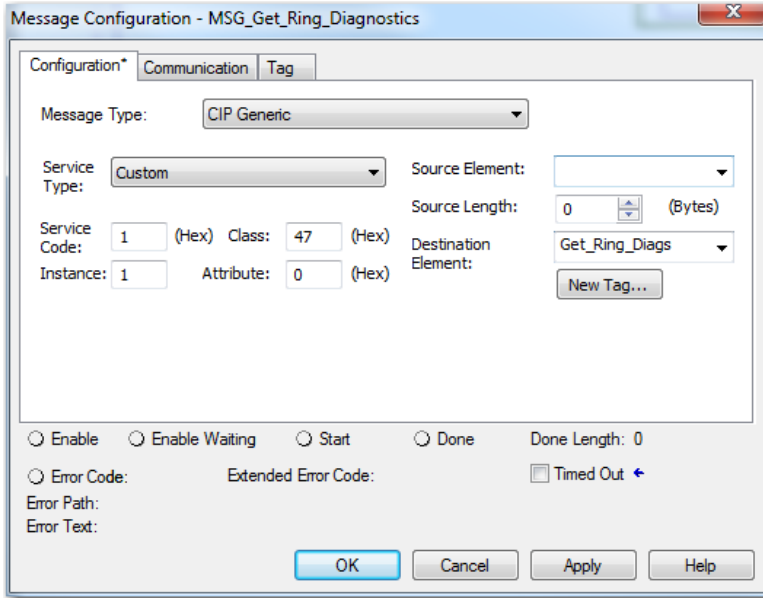 Message Configuration - MSG_Get_Ring_Diagnostics
X
Configuration* Communication Tag
Message Type: CIP Generic
Service Type: Custom
Source Element:
Source Length: 0 (Bytes)
Service Code: 1 (Hex) Class: 47 (Hex)
Destination Element: Get_Ring_Diags
Instance: 1 Attribute: 0 (Hex)
New Tag...
Enable Enable Waiting Start Done Done Length: 0
Error Code: Extended Error Code: Timed Out
Error Path:
Error Text:
OK Cancel Apply Help